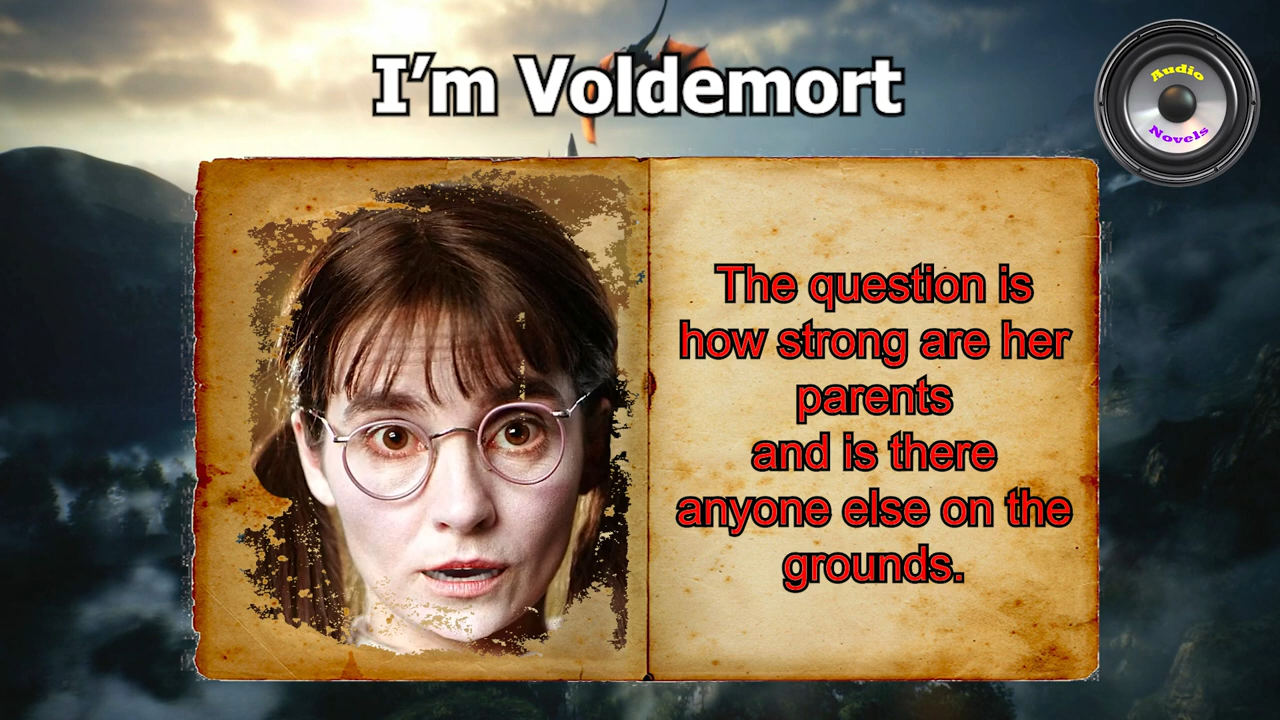 I'm Voldemort
Audio
Novels
The question is
how strong are her
parents
and is there
anyone else on the
grounds.